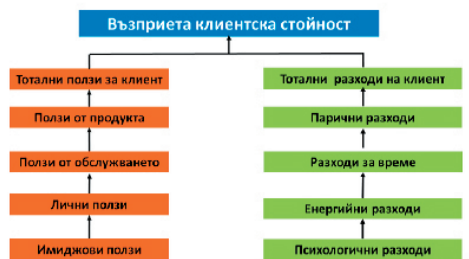 Възприета клиентска стойност
Тотални ползи за клиент
Ползи от продукта
Ползи от обслужването
Лични ползи
Имиджови ползи
Тотални разходи на клиент
Парични разходи
Разходи за време
Енергийни разходи
Психологични разходи